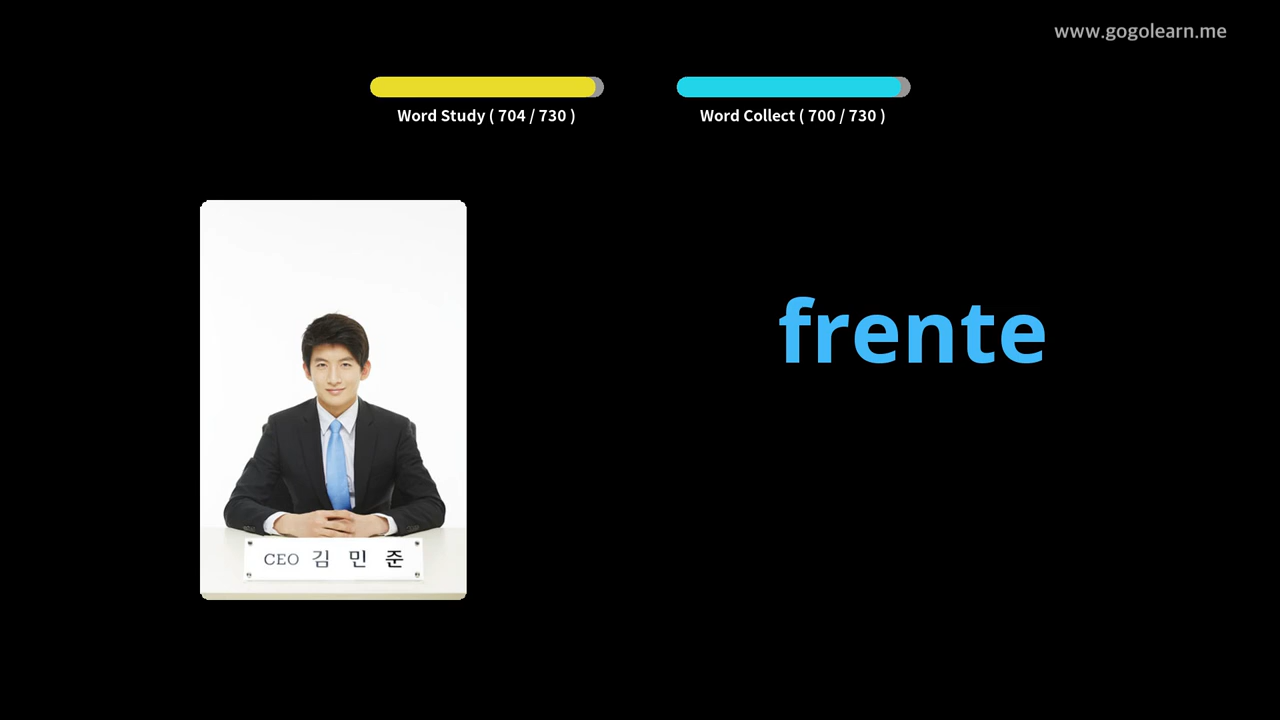 www.gogolearn.me
Word Study ( 704 / 730 )
Word Collect ( 700 / 730 )
frente
CEO 김 민 준